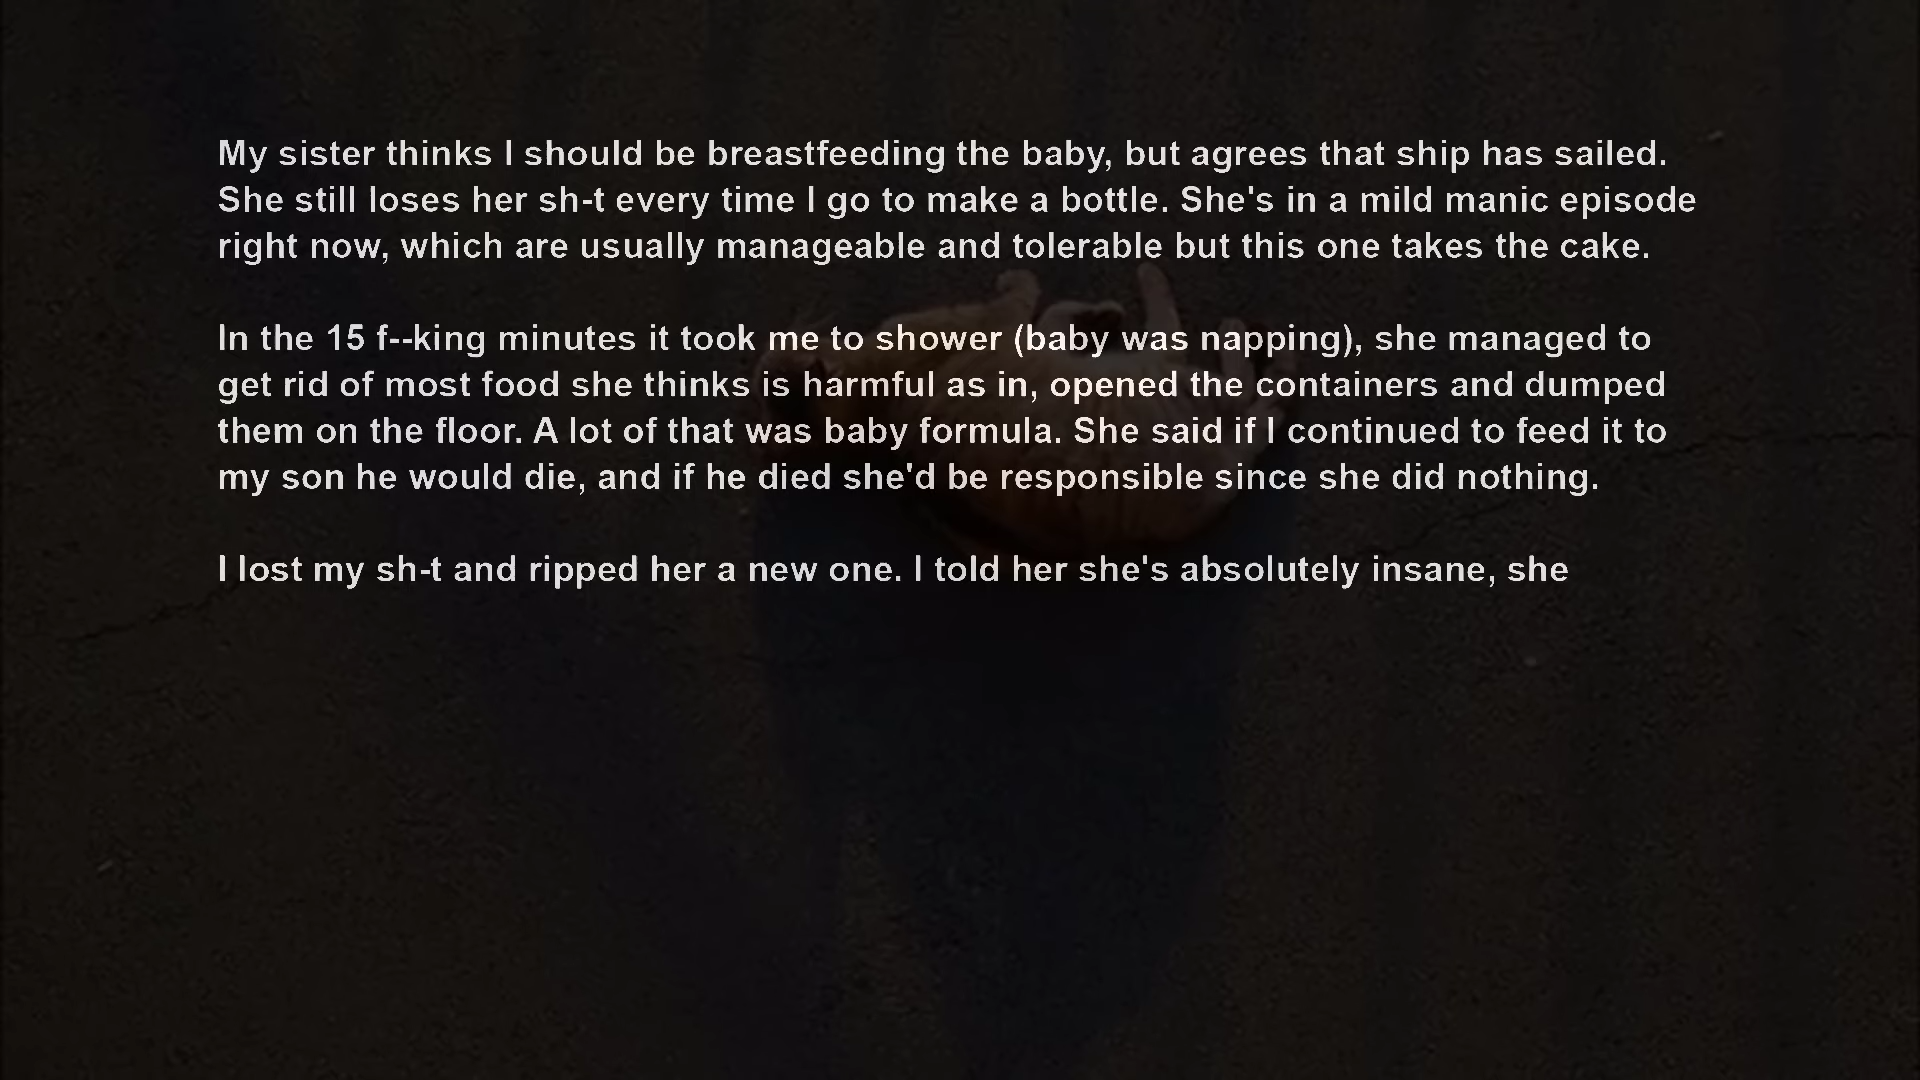 My sister thinks I should be breastfeeding the baby, but agrees that ship has sailed.
She still loses her sh-t every time I go to make a bottle. She's in a mild manic episode
right now, which are usually manageable and tolerable but this one takes the cake.
In the 15 f--king minutes it took me to shower (baby was napping), she managed to
get rid of most food she thinks is harmful as in, opened the containers and dumped
them on the floor. A lot of that was baby formula. She said if I continued to feed it to
my son he would die, and if he died she'd be responsible since she did nothing.
I lost my sh-t and ripped her a new one. I told her she's absolutely insane, she